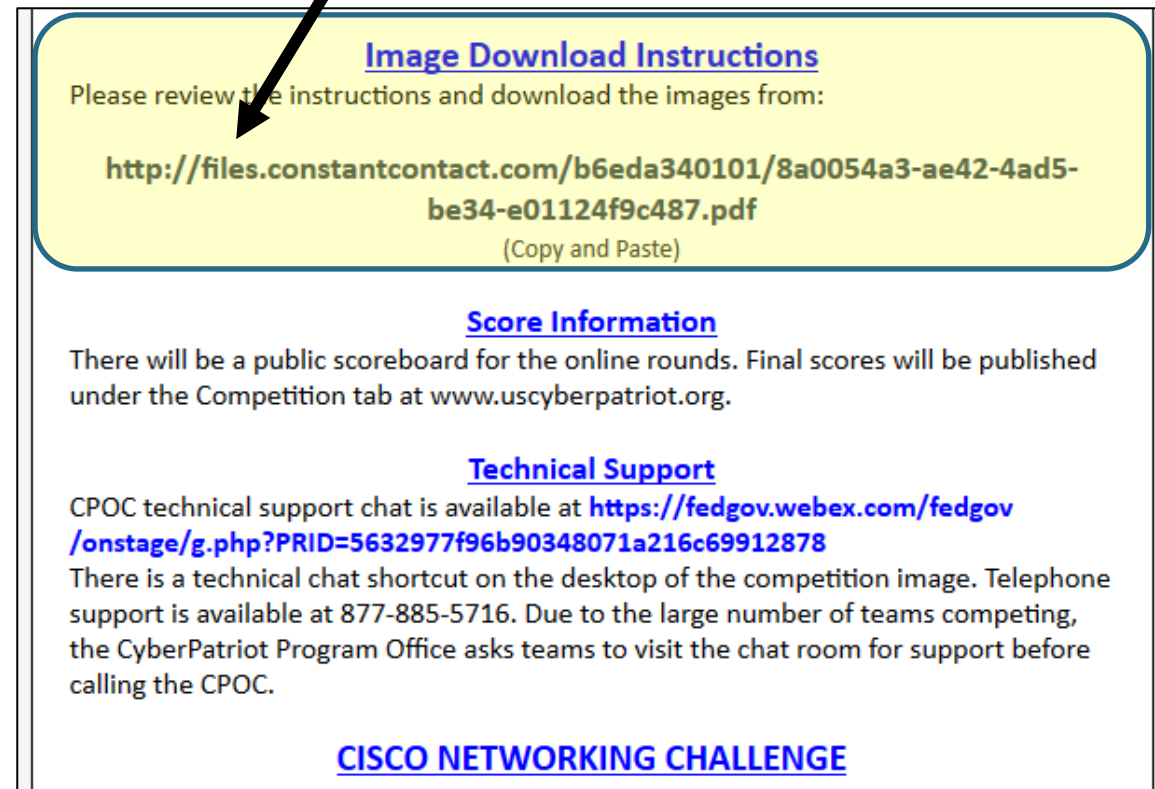 Image Download Instructions
Please review the instructions and download the images from:
http://files.constantcontact.com/b6eda340101/8a0054a3-ae42-4ad5-
be34-e01124f9c487.pdf
(Copy and Paste)
Score Information
There will be a public scoreboard for the online rounds. Final scores will be published
under the Competition tab at www.uscyberpatriot.org.
Technical Support
CPOC technical support chat is available at https://fedgov.webex.com/fedgov
/onstage/g.php?PRID=5632977f96b90348071a216c69912878
There is a technical chat shortcut on the desktop of the competition image. Telephone
support is available at 877-885-5716. Due to the large number of teams competing,
the CyberPatriot Program Office asks teams to visit the chat room for support before
calling the CPOC.
CISCO NETWORKING CHALLENGE